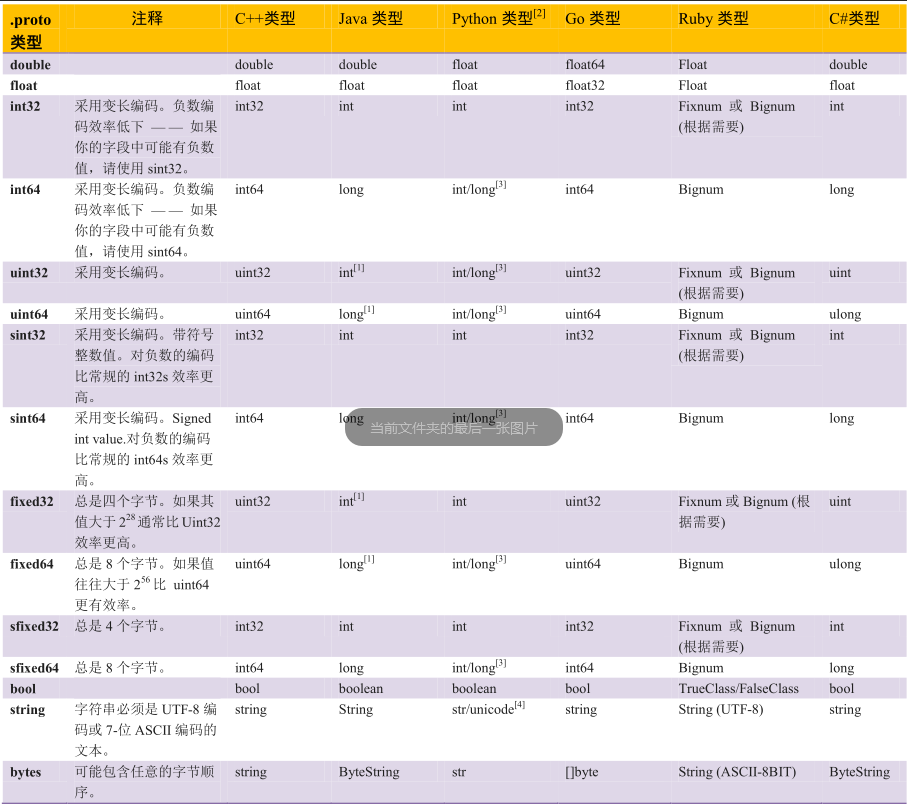 .proto 注释 C++类型 Java 类型 Python 类型[2] Go 类型 Ruby 类型 C#类型
类型
double double double float float64 Float double
float float float float float32 Float float
int32 采用变长编码。负数编 int32 int int int32 Fixnum 或 Bignum int
码效率低下 —— 如果 (根据需要)
你的字段中可能有负数
值，请使用 sint32。
int64 采用变长编码。负数编 int64 long int/long[3] int64 Bignum long
码效率低下 —— 如果
你的字段中可能有负数
值，请使用 sint64。
uint32 采用变长编码。 uint32 int[1] int/long[3] uint32 Fixnum 或 Bignum uint
(根据需要)
uint64 采用变长编码。 uint64 long[1] int/long[3] uint64 Bignum ulong
sint32 采用变长编码。带符号 int32 int int int32 Fixnum 或 Bignum int
整数值。对负数的编码 (根据需要)
比常规的 int32s 效率更
高。
sint64 采用变长编码。Signed int64 long int/long[3] int64 Bignum long
当前文件夹的最后一张图片
int value.对负数的编码
比常规的 int64s 效率更
高。
fixed32 总是四个字节。如果其 uint32 int[1] int uint32 Fixnum 或 Bignum (根 uint
值大于 2^28 通常比 Uint32 据需要)
效率更高。
fixed64 总是 8 个字节。如果值 uint64 long[1] int/long[3] uint64 Bignum ulong
往往大于 2^56 比 uint64
更有效率。
sfixed32 总是 4 个字节。 int32 int int int32 Fixnum 或 Bignum int
(根据需要)
sfixed64 总是 8 个字节。 int64 long int/long[3] int64 Bignum long
bool bool boolean boolean bool TrueClass/FalseClass bool
string 字符串必须是 UTF-8 编 string String str/unicode[4] string String (UTF-8) string
码或 7-位 ASCII 编码的
文本。
bytes 可能包含任意的字节顺 string ByteString str []byte String (ASCII-8BIT) ByteString
序。